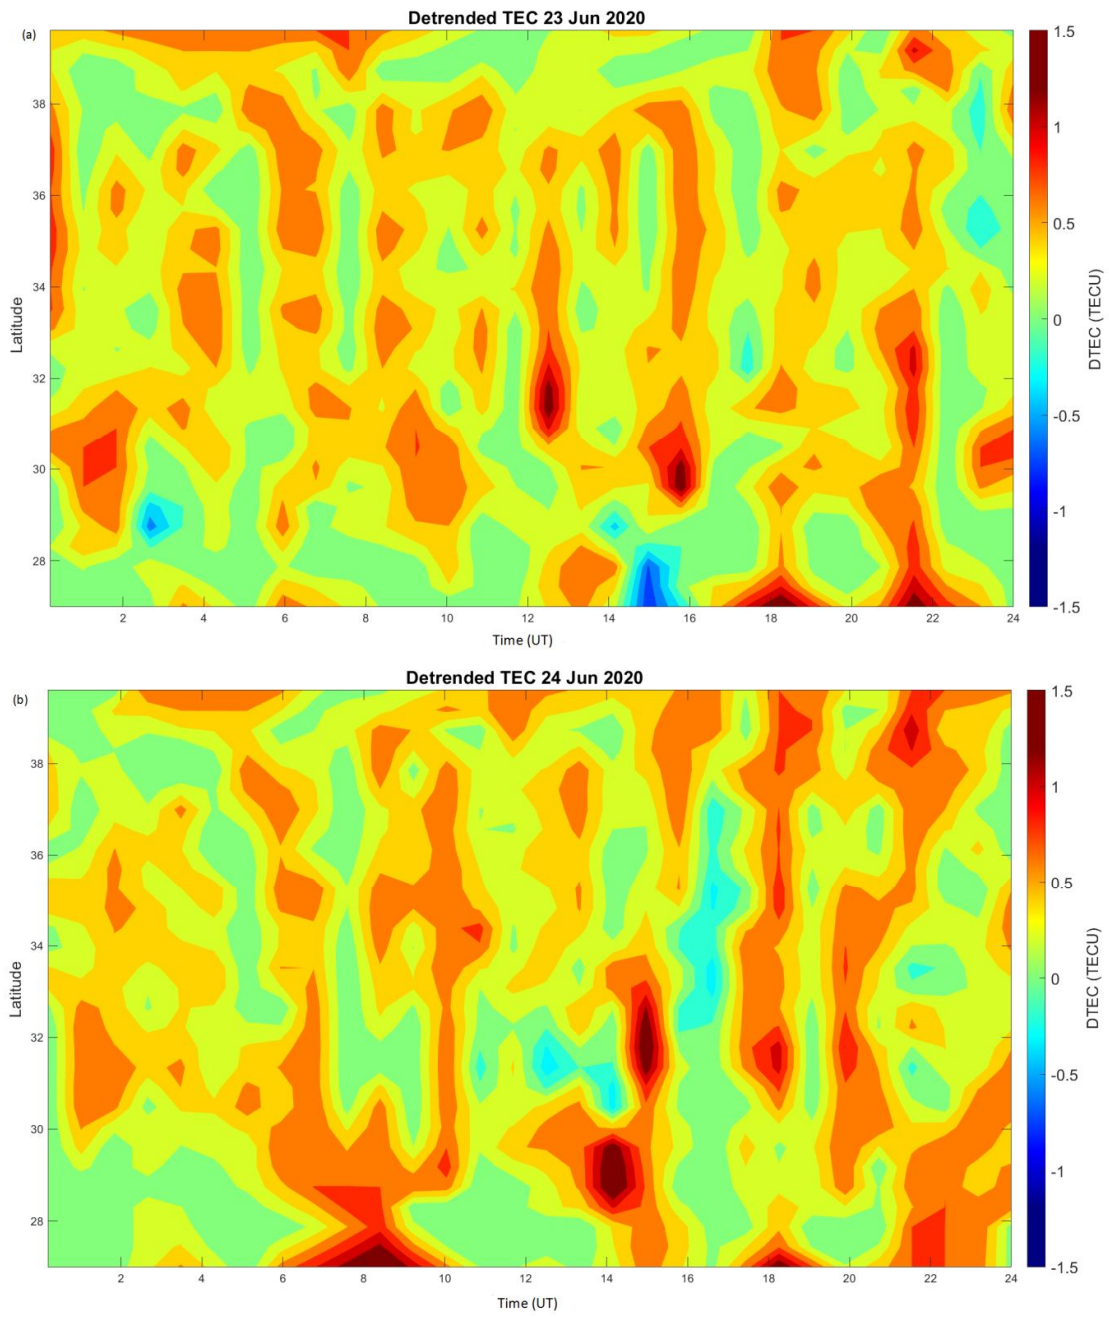 Detrended TEC 23 Jun 2020
(a)
1.5
1
0.5
0
-0.5
-1
-1.5
DTEC (TECU)
38
36
34
32
30
28
Latitude
2 4 6 8 10 12 14 16 18 20 22 24
Time (UT)
Detrended TEC 24 Jun 2020
(b)
1.5
1
0.5
0
-0.5
-1
-1.5
DTEC (TECU)
38
36
34
32
30
28
Latitude
2 4 6 8 10 12 14 16 18 20 22 24
Time (UT)